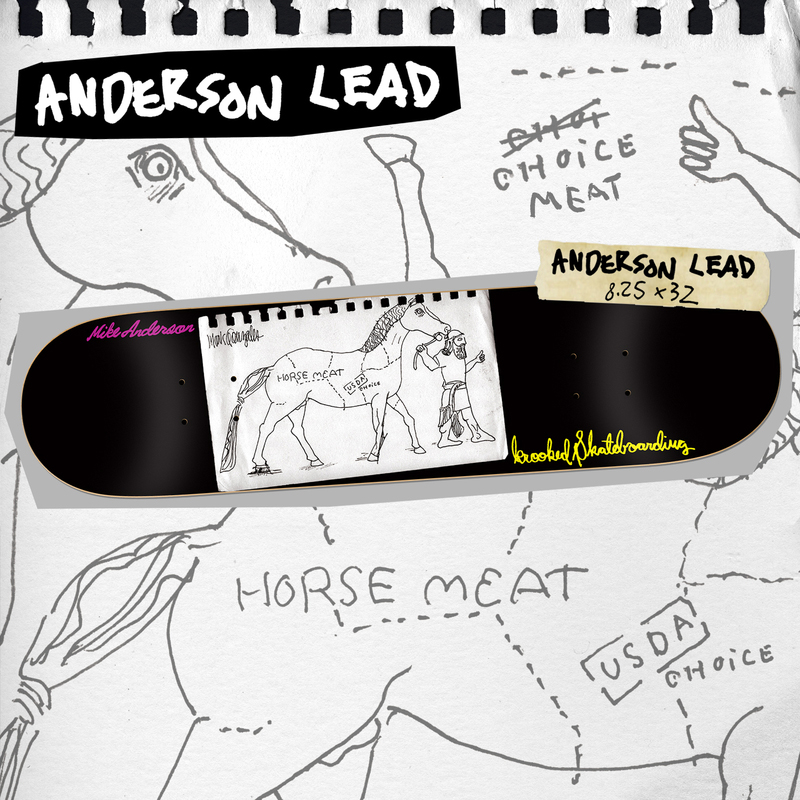 ANDERSON LEAD
CHOICE
MEAT
ANDERSON LEAD
8.25 x 32
Mike Anderson
Mark Gonzales
HORSE MEAT
USDA
CHOICE
Krooked Skateboarding
HORSE MEAT
USDA
CHOICE